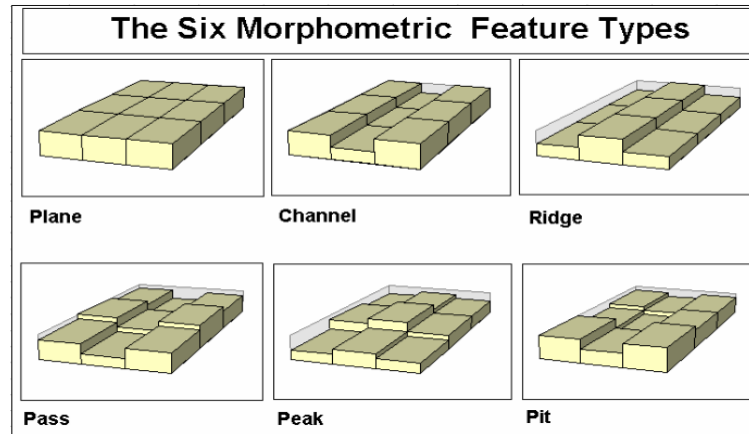 The Six Morphometric Feature Types
Plane
Channel
Ridge
Pass
Peak
Pit